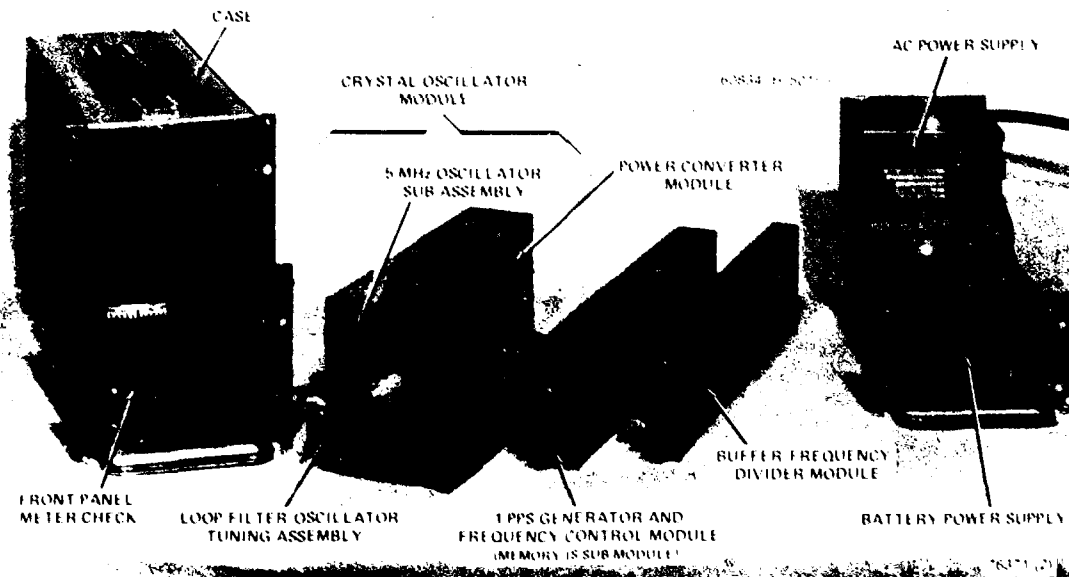 CASE
AC POWER SUPPLY
CRYSTAL OSCILLATOR
MODULE
5 MHz OSCILLATOR
SUB ASSEMBLY
POWER CONVERTER
MODULE
BUFFER FREQUENCY
DIVIDER MODULE
FRONT PANEL
METER CHECK
LOOP FILTER OSCILLATOR
TUNING ASSEMBLY
1 PPS GENERATOR AND
FREQUENCY CONTROL MODULE
(MEMORY IS SUB MODULE)
BATTERY POWER SUPPLY